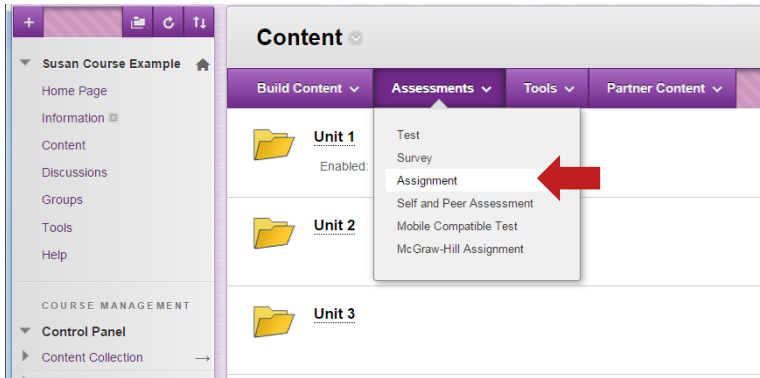 Susan Course Example
Home Page
Information
Content
Discussions
Groups
Tools
Help
COURSE MANAGEMENT
Control Panel
Content Collection
Content
Build Content
Assessments
Tools
Partner Content
Test
Survey
Assignment
Self and Peer Assessment
Mobile Compatible Test
McGraw-Hill Assignment
Unit 1
Enabled:
Unit 2
Unit 3